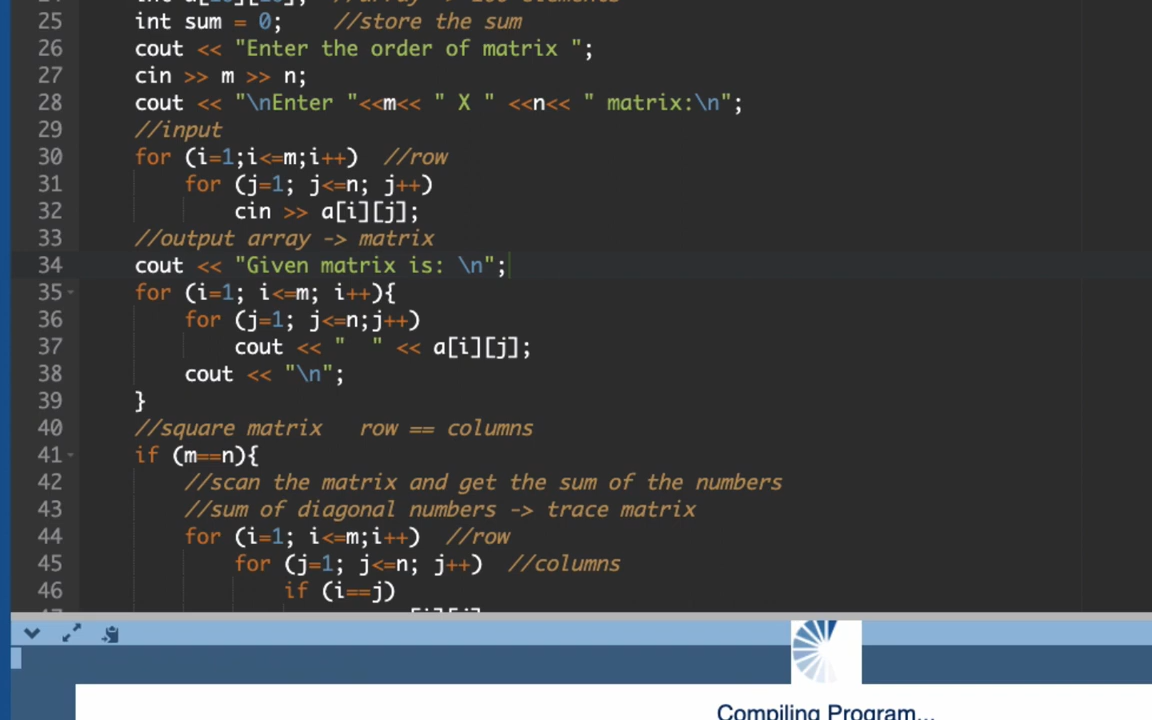 25 int sum = 0; //store the sum
26 cout << "Enter the order of matrix ";
27 cin >> m >> n;
28 cout << "\nEnter "<<m<< " X " <<n<< " matrix:\n";
29 //input
30 for (i=1;i<=m;i++) //row
31 for (j=1; j<=n; j++)
32 cin >> a[i][j];
33 //output array -> matrix
34 cout << "Given matrix is: \n";
35 for (i=1; i<=m; i++){
36 for (j=1; j<=n;j++)
37 cout << "  " << a[i][j];
38 cout << "\n";
39 }
40 //square matrix row == columns
41 if (m==n){
42 //scan the matrix and get the sum of the numbers
43 //sum of diagonal numbers -> trace matrix
44 for (i=1; i<=m;i++) //row
45 for (j=1; j<=n; j++) //columns
46 if (i==j)
Compiling Program...